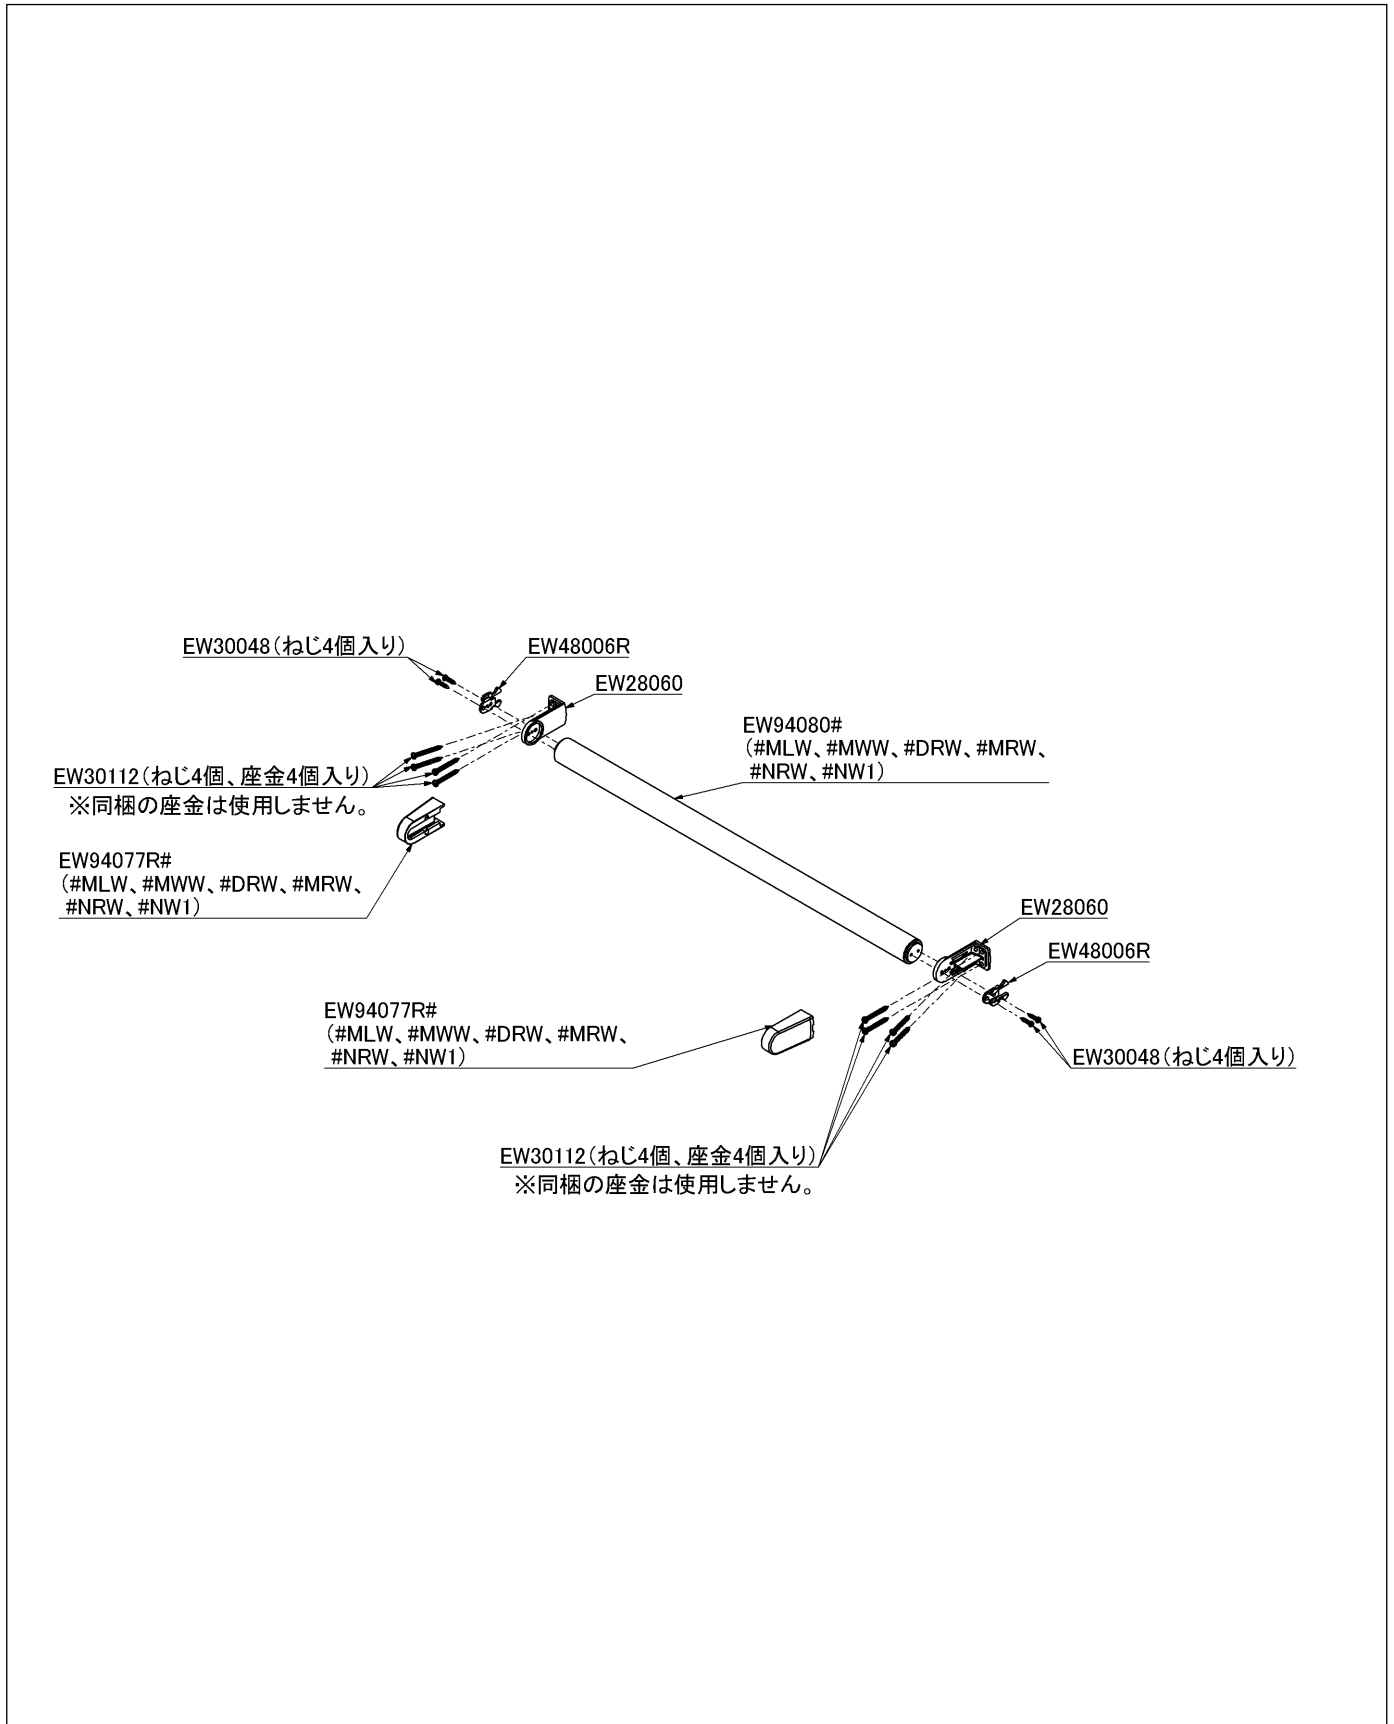 EW30048(ねじ4個入り)
EW48006R
EW28060
EW94080#
(#MLW、#MWW、#DRW、#MRW、
#NRW、#NW1)
EW30112(ねじ4個、座金4個入り)
※同梱の座金は使用しません。
EW94077R#
(#MLW、#MWW、#DRW、#MRW、
#NRW、#NW1)
EW28060
EW48006R
EW94077R#
(#MLW、#MWW、#DRW、#MRW、
#NRW、#NW1)
EW30048(ねじ4個入り)
EW30112(ねじ4個、座金4個入り)
※同梱の座金は使用しません。